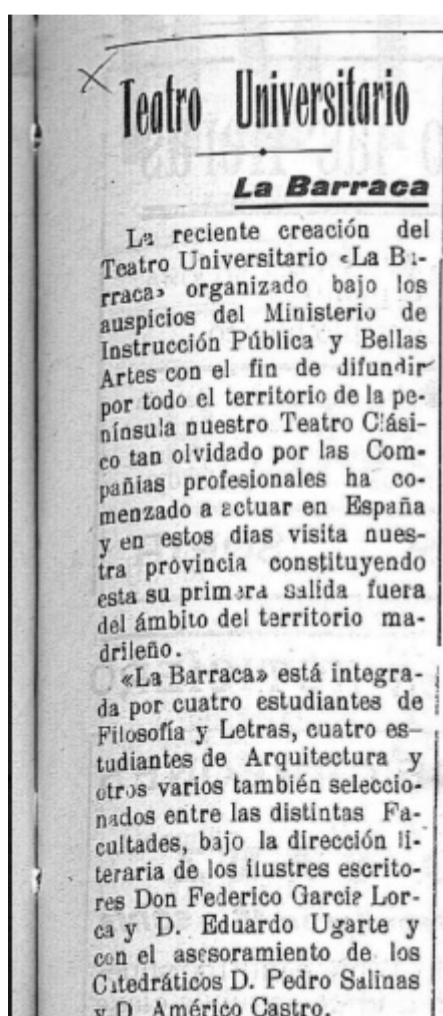 Teatro Universitario
La Barraca
La reciente creación del
Teatro Universitario «La Ba-
rraca» organizado bajo los
auspicios del Ministerio de
Instrucción Pública y Bellas
Artes con el fin de difundir
por todo el territorio de la pe-
nínsula nuestro Teatro Clási-
co tan olvidado por las Com-
pañias profesionales ha co-
menzado a actuar en España
y en estos dias visita nues-
tra provincia constituyendo
esta su primera salida fuera
del ámbito del territorio ma-
drileño.
«La Barraca» está integra-
da por cuatro estudiantes de
Filosofía y Letras, cuatro es-
tudiantes de Arquitectura y
otros varios también seleccio-
nados entre las distintas Fa-
cultades, bajo la dirección li-
teraria de los ilustres escrito-
res Don Federico Garcia Lor-
ca y D. Eduardo Ugarte y
con el asesoramiento de los
Catedráticos D. Pedro Salinas
y D. Américo Castro.